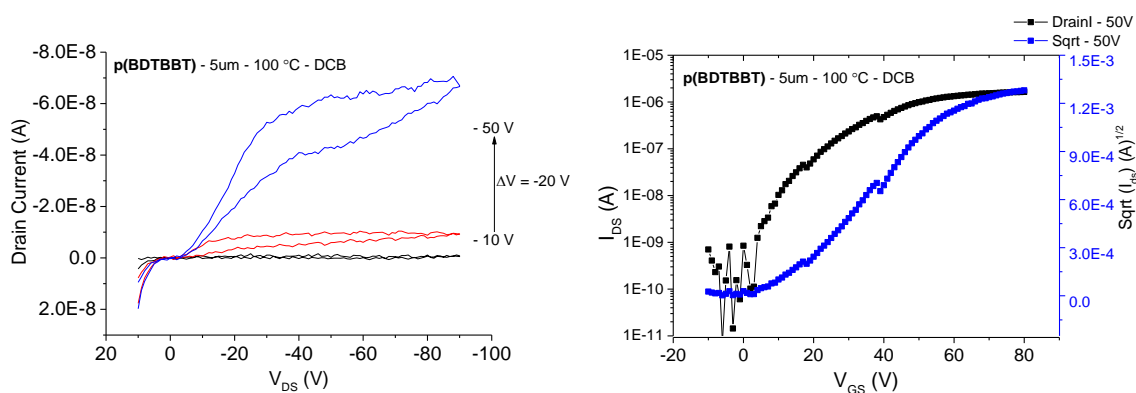 p(BDTBBT) - 5um - 100 °C - DCB
-8.0E-8
-6.0E-8
-4.0E-8
-2.0E-8
0.0
2.0E-8
Drain Current (A)
- 50 V
ΔV = -20 V
- 10 V
20 0 -20 -40 -60 -80 -100
V_DS (V)
DrainI - 50V
Sqrt - 50V
p(BDTBBT) - 5um - 100 °C - DCB
1E-05
1E-06
1E-07
1E-08
1E-09
1E-10
1E-11
I_DS (A)
1.5E-3
1.2E-3
9.0E-4
6.0E-4
3.0E-4
0.0
Sqrt (I_ds) (A)^1/2
-20 0 20 40 60 80
V_GS (V)